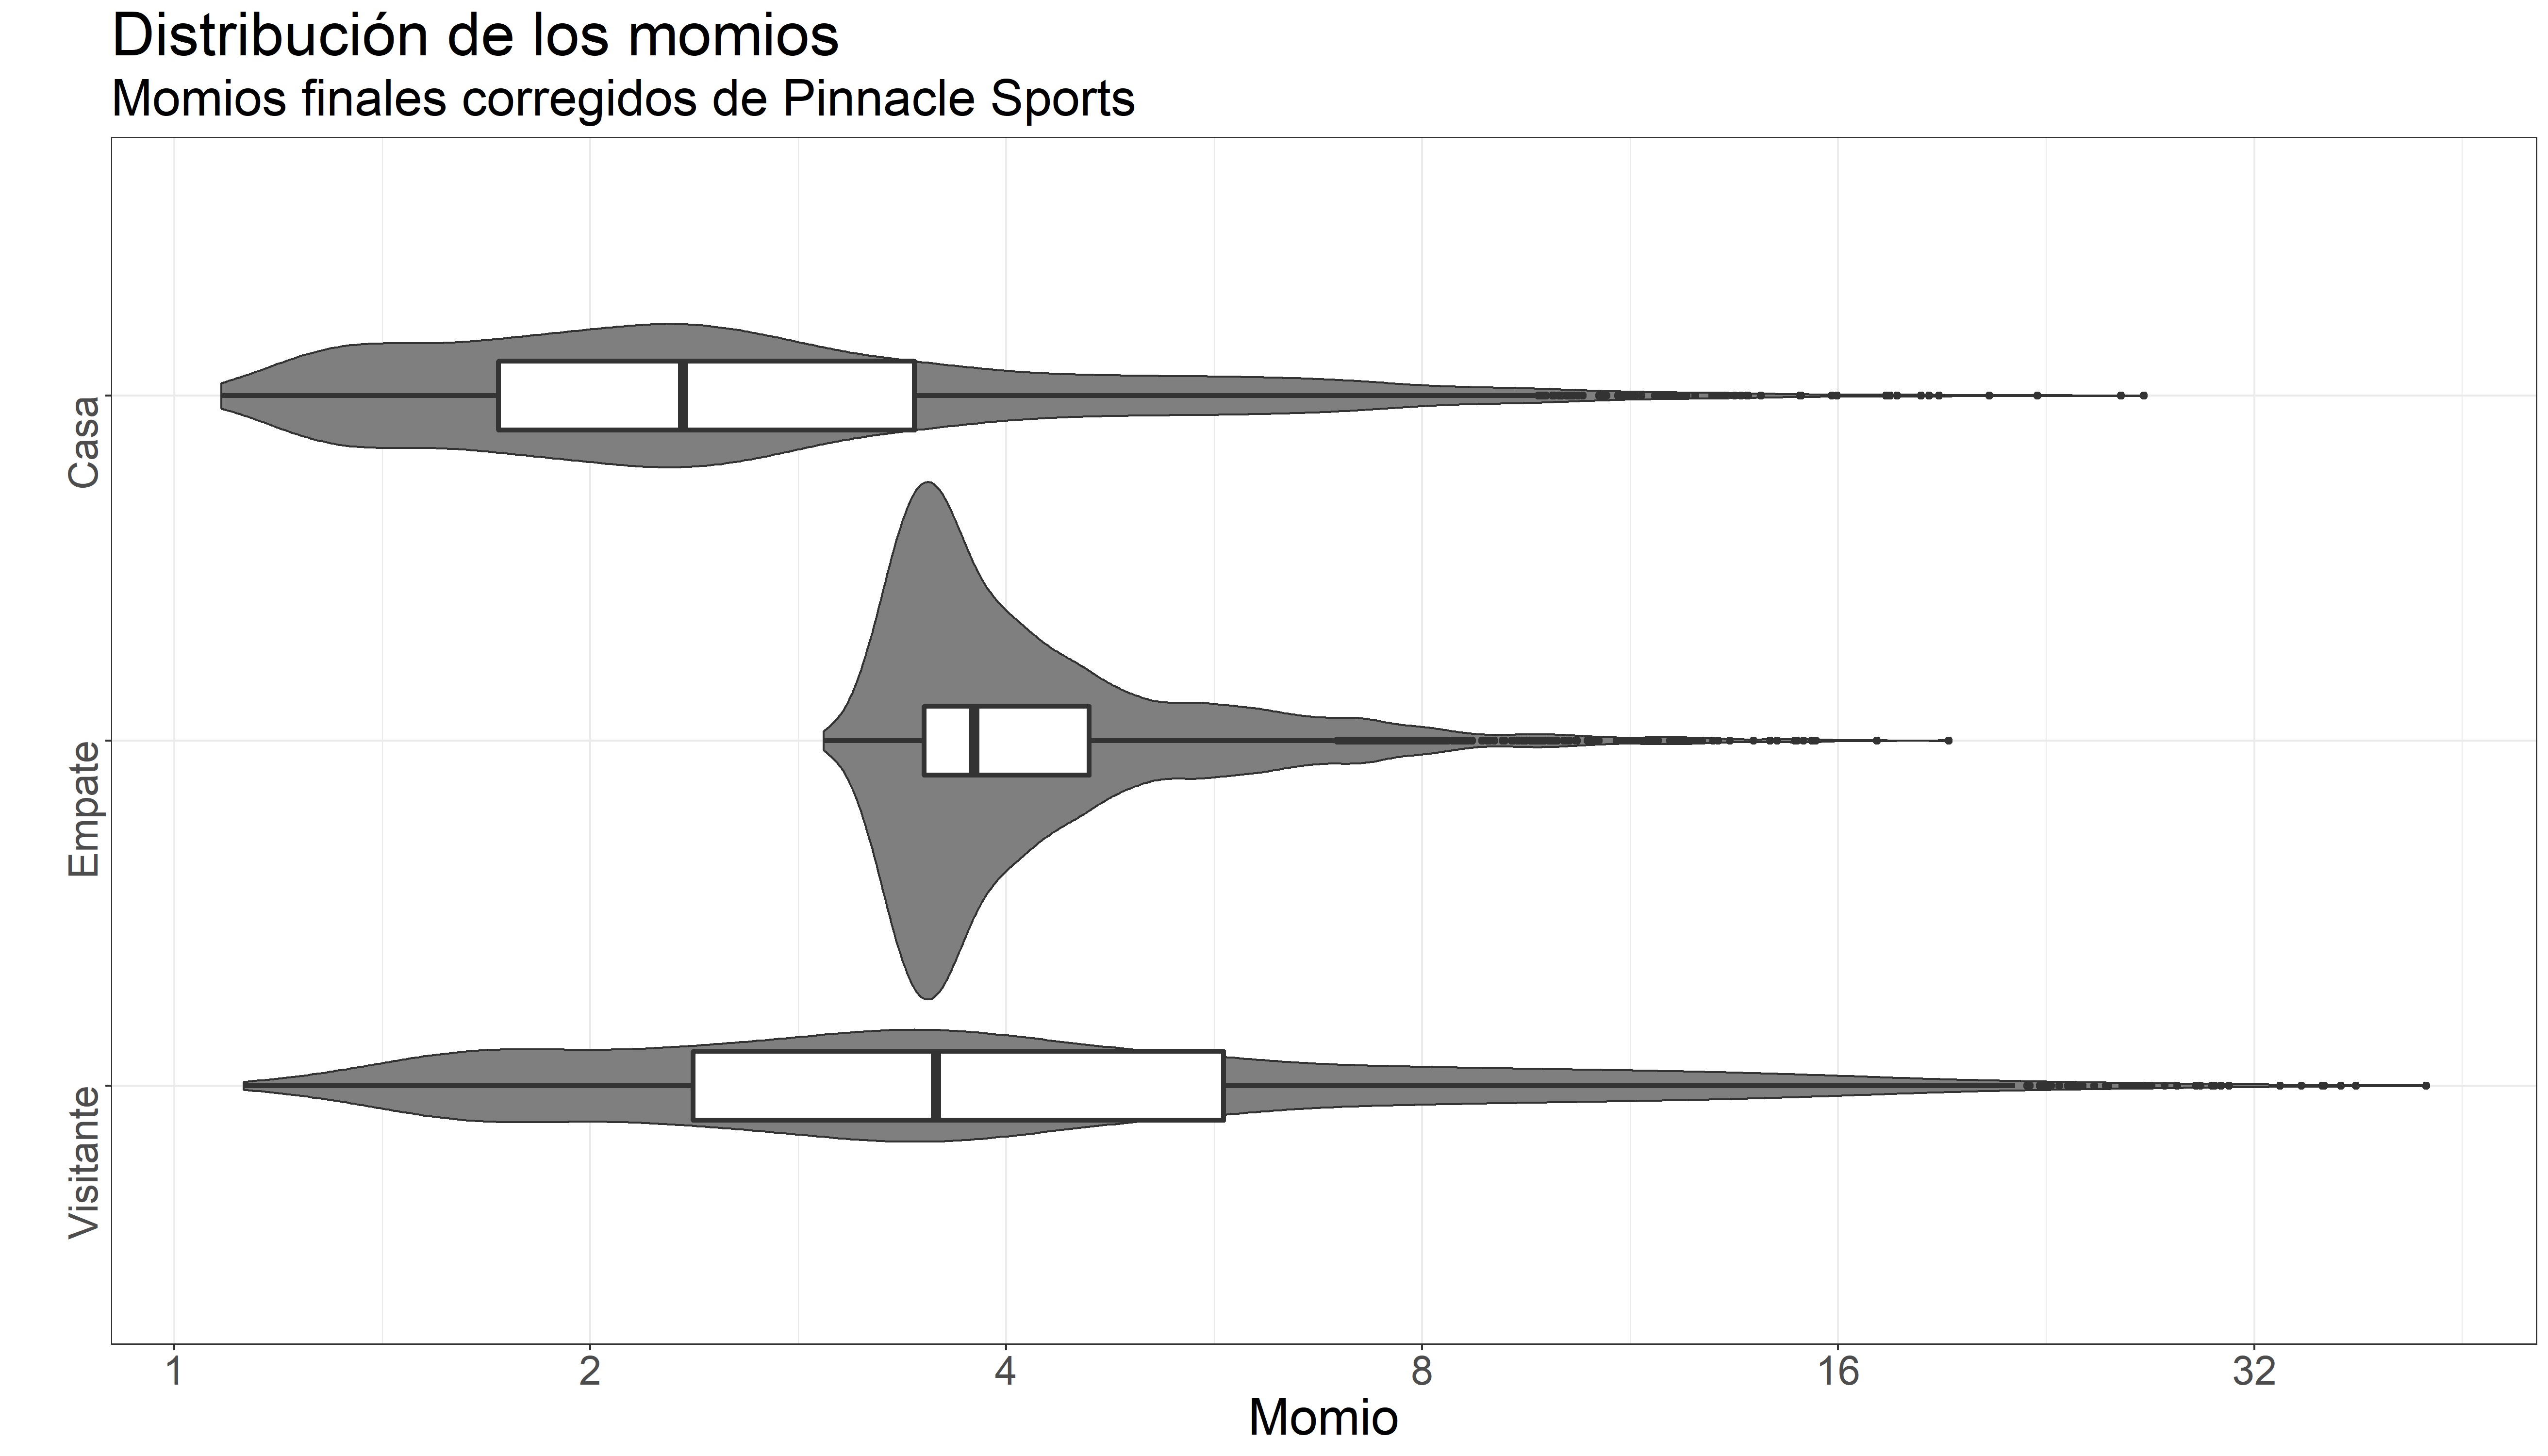 Distribución de los momios
Momios finales corregidos de Pinnacle Sports
Casa
Empate
Visitante
1 2 4 8 16 32
Momio